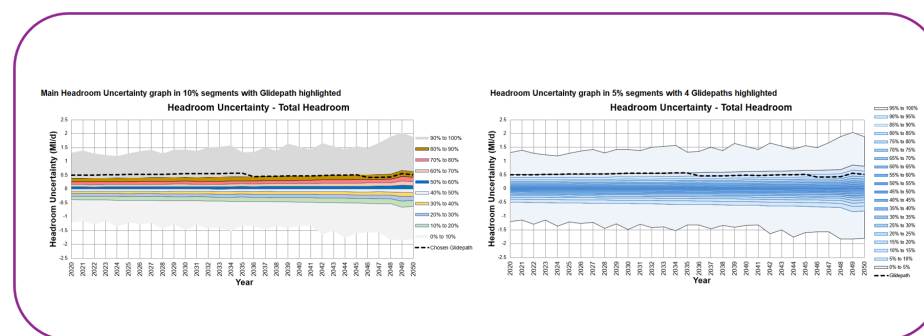 Main Headroom Uncertainty graph in 10% segments with Glidepath highlighted
Headroom Uncertainty - Total Headroom
Headroom Uncertainty (Ml/d)
2.5
2
1.5
1
0.5
0
-0.5
-1
-1.5
-2
-2.5
2020 2021 2022 2023 2024 2025 2026 2027 2028 2029 2030 2031 2032 2033 2034 2035 2036 2037 2038 2039 2040 2041 2042 2043 2044 2045 2046 2047 2048 2049 2050
Year
90% to 100%
80% to 90%
70% to 80%
60% to 70%
50% to 60%
40% to 50%
30% to 40%
20% to 30%
10% to 20%
0% to 10%
Chosen Glidepath
Headroom Uncertainty graph in 5% segments with 4 Glidepaths highlighted
Headroom Uncertainty - Total Headroom
Headroom Uncertainty (Ml/d)
2.5
2
1.5
1
0.5
0
-0.5
-1
-1.5
-2
-2.5
2020 2021 2022 2023 2024 2025 2026 2027 2028 2029 2030 2031 2032 2033 2034 2035 2036 2037 2038 2039 2040 2041 2042 2043 2044 2045 2046 2047 2048 2049 2050
Year
95% to 100%
90% to 95%
85% to 90%
80% to 85%
75% to 80%
70% to 75%
65% to 70%
60% to 65%
55% to 60%
50% to 55%
45% to 50%
40% to 45%
35% to 40%
30% to 35%
25% to 30%
20% to 25%
15% to 20%
10% to 15%
5% to 10%
0% to 5%
Glidepath